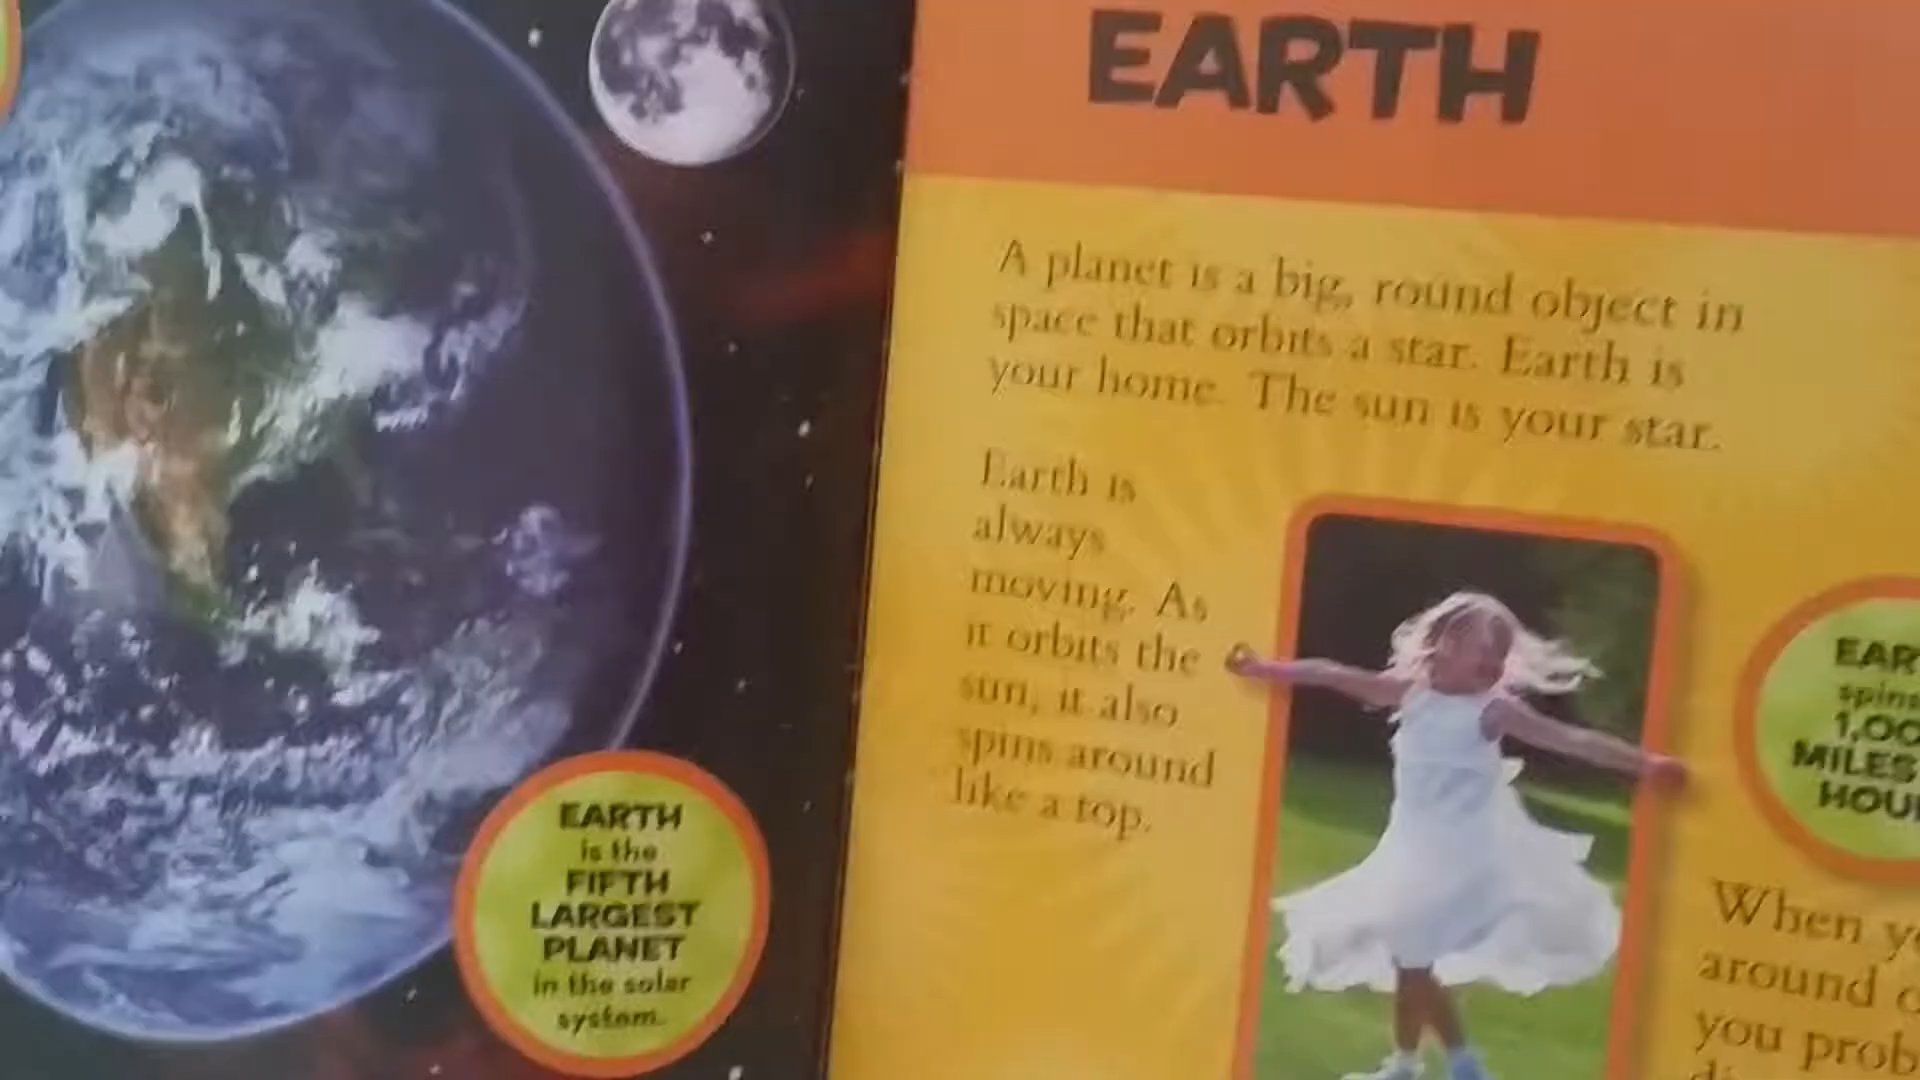 EARTH
is the
FIFTH
LARGEST
PLANET
in the solar
system.
EARTH
A planet is a big, round object in
space that orbits a star. Earth is
your home. The sun is your star.
Earth is
always
moving. As
it orbits the
sun, it also
spins around
like a top.
spins
MILES
When
around
you